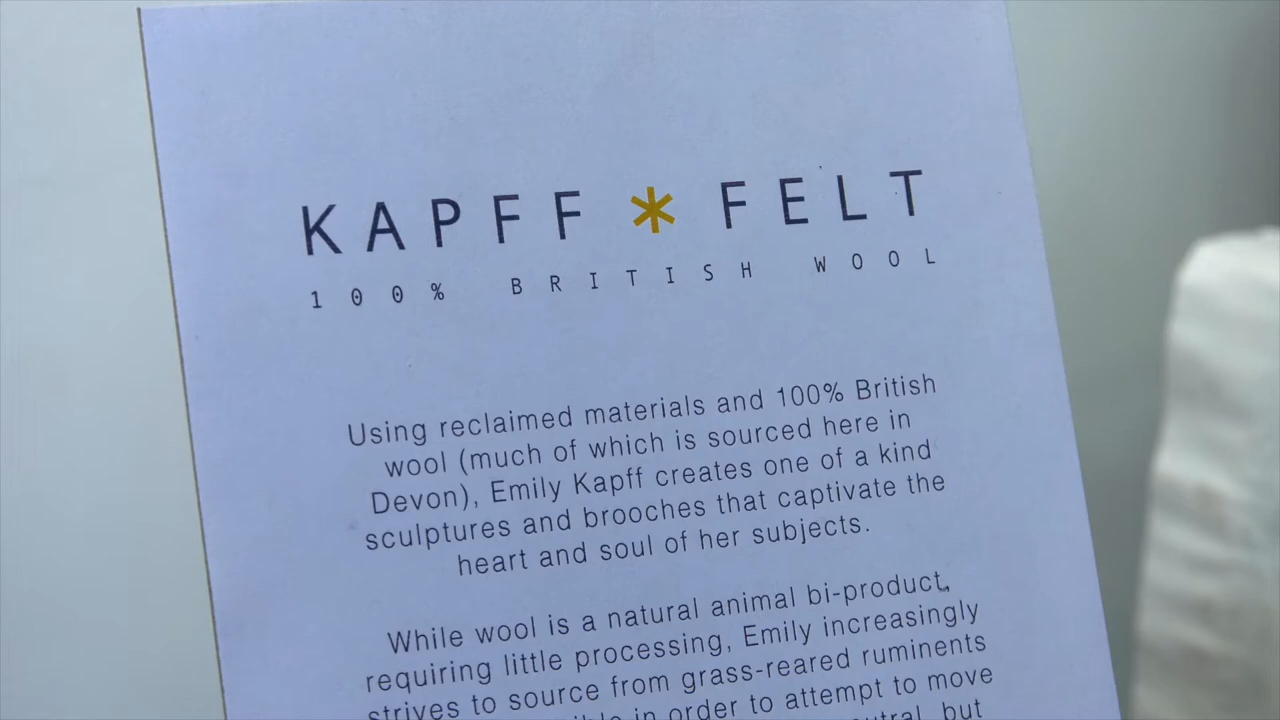 KAPFF * FELT
100% BRITISH WOOL
Using reclaimed materials and 100% British
wool (much of which is sourced here in
Devon), Emily Kapff creates one of a kind
sculptures and brooches that captivate the
heart and soul of her subjects.
While wool is a natural animal bi-product,
requiring little processing, Emily increasingly
strives to source from grass-reared ruminents
in order to attempt to move
but